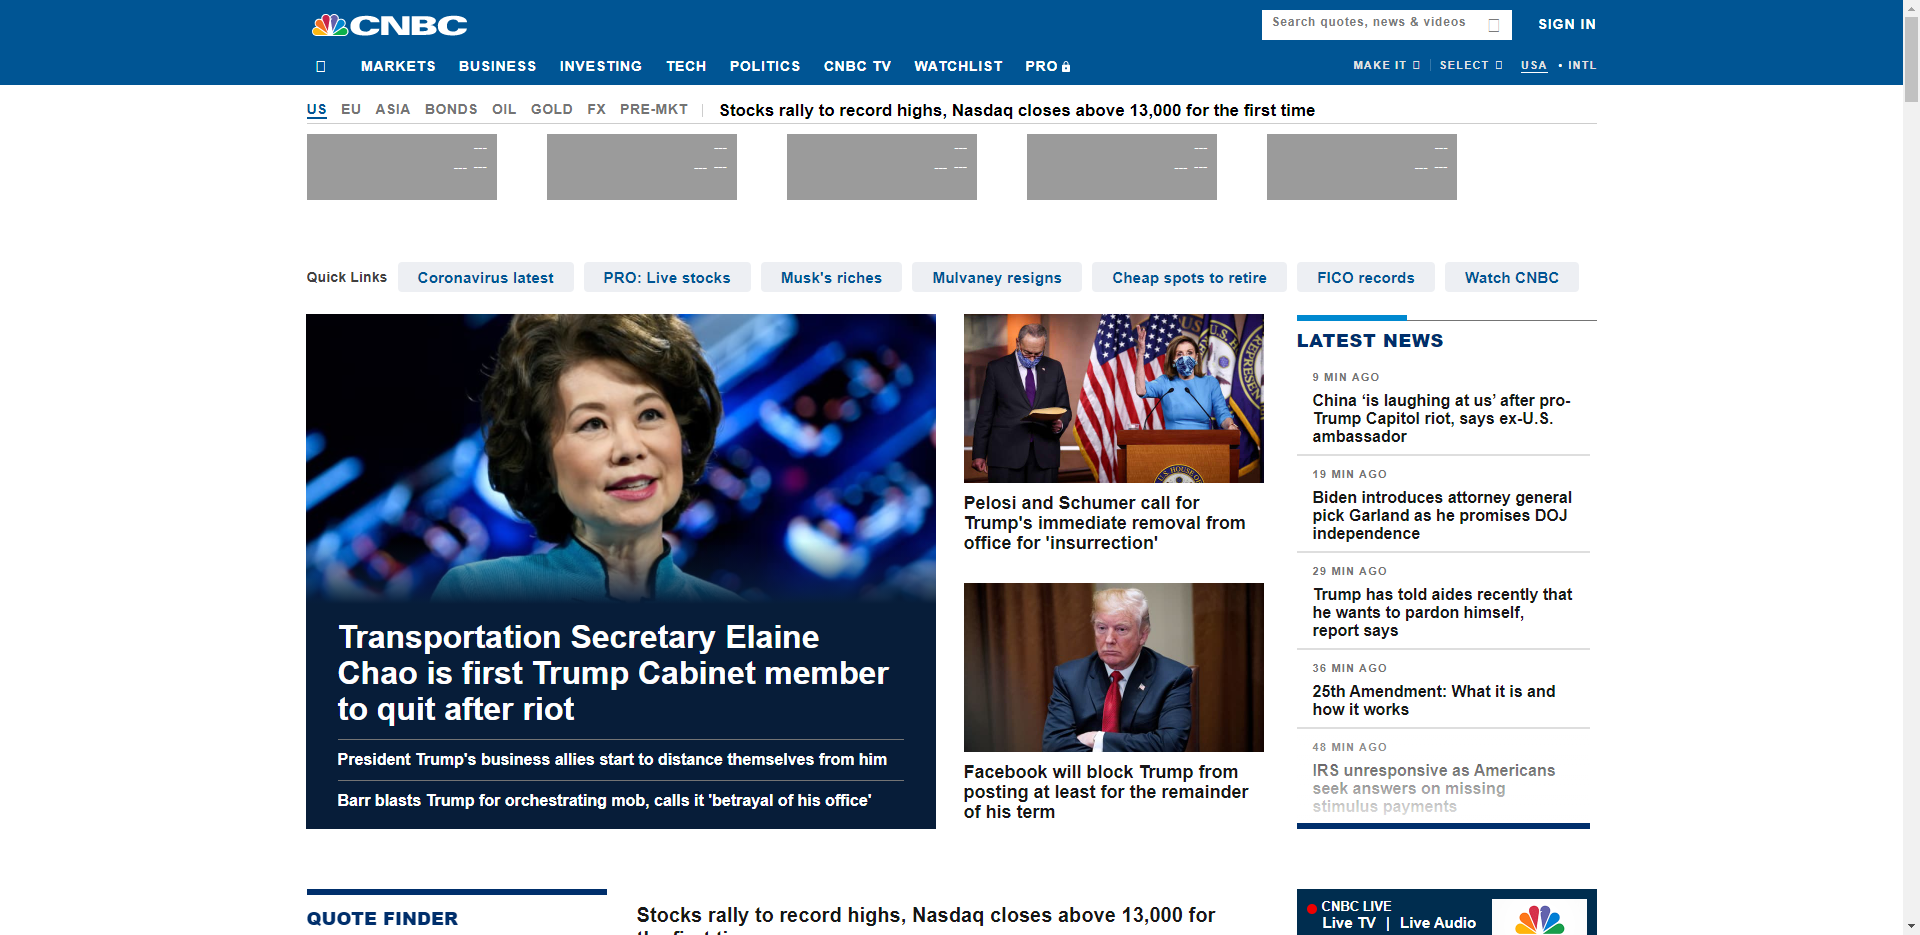 CNBC
Search quotes, news & videos
SIGN IN
MARKETS BUSINESS INVESTING TECH POLITICS CNBC TV WATCHLIST PRO
MAKE IT SELECT USA • INTL
US EU ASIA BONDS OIL GOLD FX PRE-MKT
Stocks rally to record highs, Nasdaq closes above 13,000 for the first time
--- --- ---
--- --- ---
--- --- ---
--- --- ---
--- --- ---
Quick Links
Coronavirus latest
PRO: Live stocks
Musk's riches
Mulvaney resigns
Cheap spots to retire
FICO records
Watch CNBC
Transportation Secretary Elaine
Chao is first Trump Cabinet member
to quit after riot
President Trump's business allies start to distance themselves from him
Barr blasts Trump for orchestrating mob, calls it 'betrayal of his office'
Pelosi and Schumer call for
Trump's immediate removal from
office for 'insurrection'
Facebook will block Trump from
posting at least for the remainder
of his term
LATEST NEWS
9 MIN AGO
China ‘is laughing at us’ after pro-
Trump Capitol riot, says ex-U.S.
ambassador
19 MIN AGO
Biden introduces attorney general
pick Garland as he promises DOJ
independence
29 MIN AGO
Trump has told aides recently that
he wants to pardon himself,
report says
36 MIN AGO
25th Amendment: What it is and
how it works
48 MIN AGO
IRS unresponsive as Americans
seek answers on missing
stimulus payments
QUOTE FINDER
Stocks rally to record highs, Nasdaq closes above 13,000 for
CNBC LIVE
Live TV | Live Audio